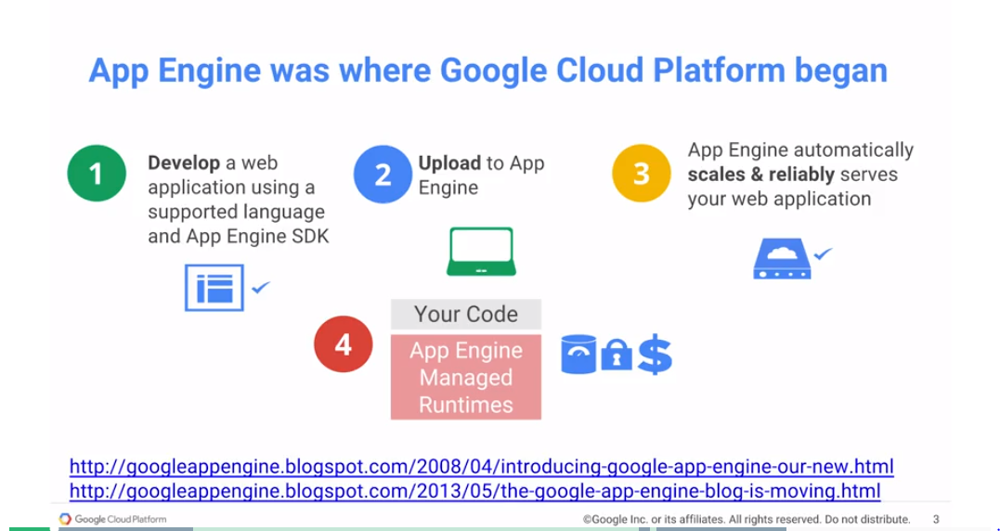 App Engine was where Google Cloud Platform began
1
Develop a web
application using a
supported language
and App Engine SDK
2
Upload to App
Engine
3
App Engine automatically
scales & reliably serves
your web application
4
Your Code
App Engine
Managed
Runtimes
$
http://googleappengine.blogspot.com/2008/04/introducing-google-app-engine-our-new.html
http://googleappengine.blogspot.com/2013/05/the-google-app-engine-blog-is-moving.html
Google Cloud Platform
©Google Inc. or its affiliates. All rights reserved. Do not distribute.
3